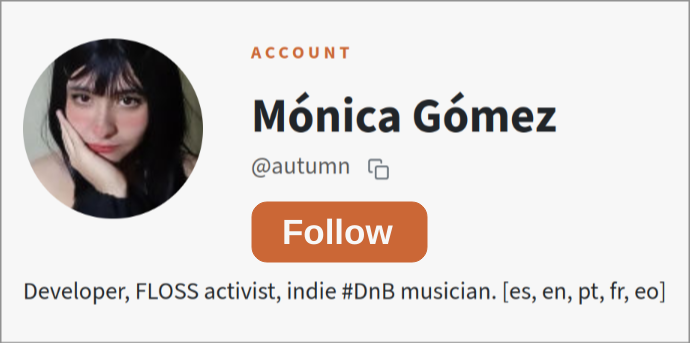 ACCOUNT
Mónica Gómez
@autumn
Follow
Developer, FLOSS activist, indie #DnB musician. [es, en, pt, fr, eo]